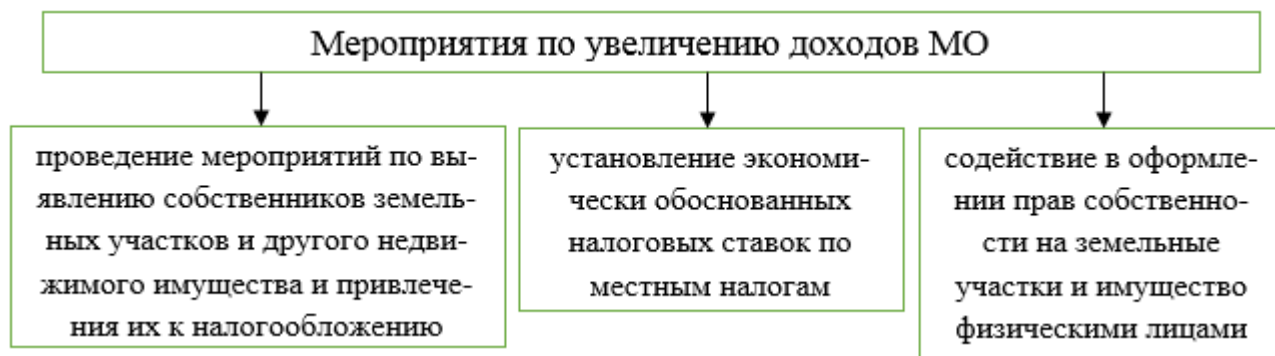 Мероприятия по увеличению доходов МО
проведение мероприятий по вы-
явлению собственников земель-
ных участков и другого недви-
жимого имущества и привлече-
ния их к налогообложению
установление экономи-
чески обоснованных
налоговых ставок по
местным налогам
содействие в оформле-
нии прав собственно-
сти на земельные
участки и имущество
физическими лицами